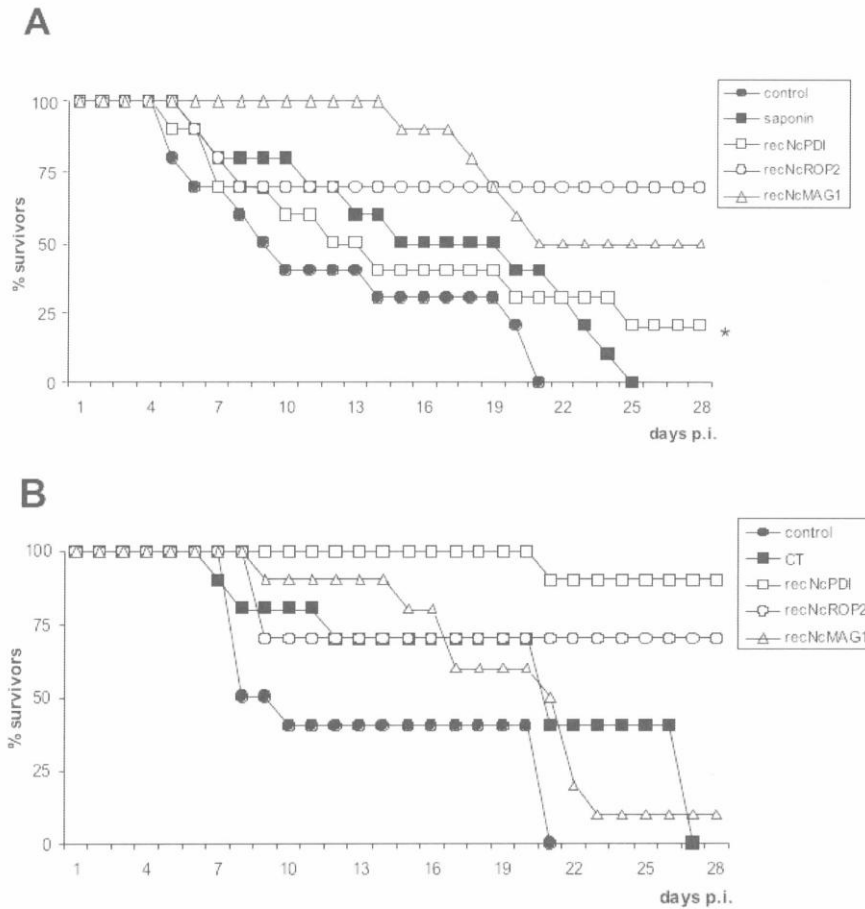 A
100
75
50
25
0
% survivors
1 4 7 10 13 16 19 22 25 28
days p.i.
control
saponin
recNcPDI
recNcROP2
recNcMAG1
*
B
100
75
50
25
0
% survivors
1 4 7 10 13 16 19 22 25 28
days p.i.
control
CT
recNcPDI
recNcROP2
recNcMAG1